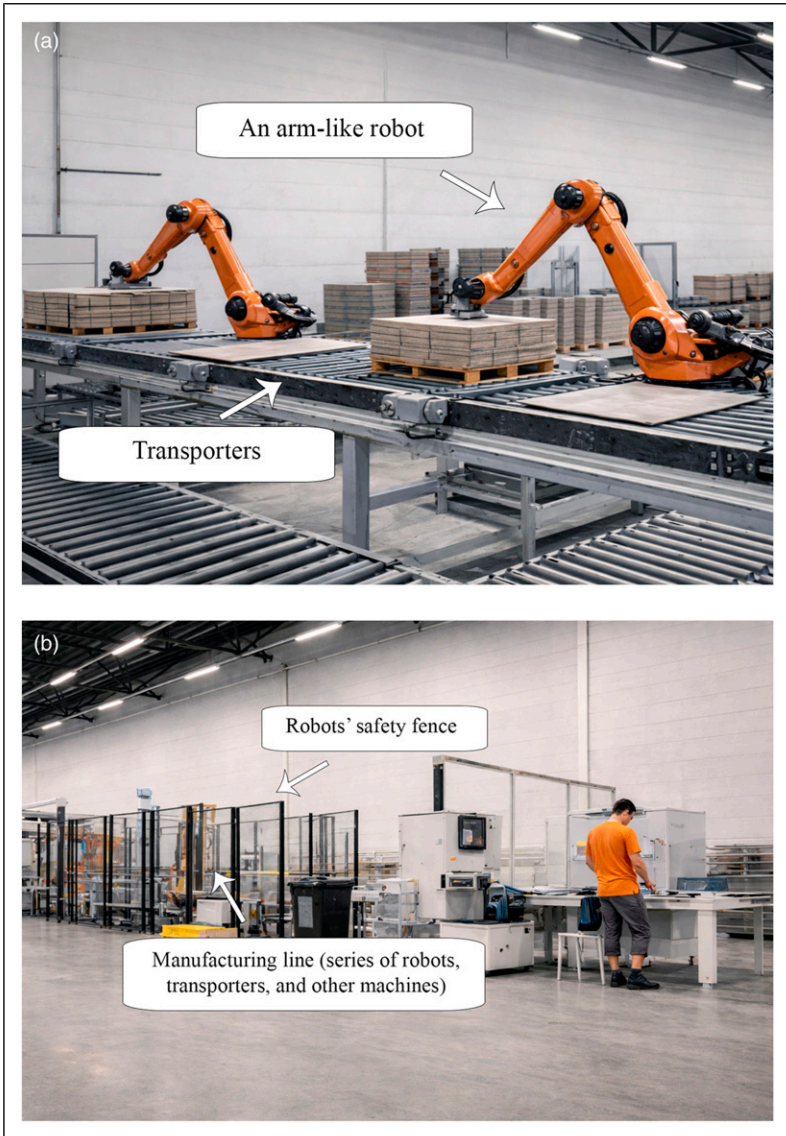 (a)
An arm-like robot
Transporters
(b)
Robots' safety fence
Manufacturing line (series of robots,
transporters, and other machines)